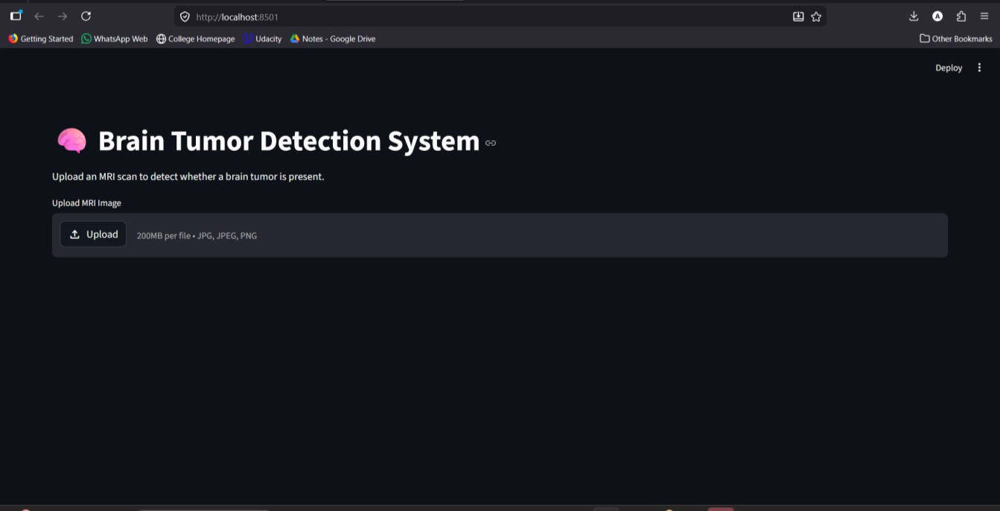 http://localhost:8501
Getting Started WhatsApp Web College Homepage Udacity Notes - Google Drive Other Bookmarks
Deploy
Brain Tumor Detection System
Upload an MRI scan to detect whether a brain tumor is present.
Upload MRI Image
Upload 200MB per file • JPG, JPEG, PNG